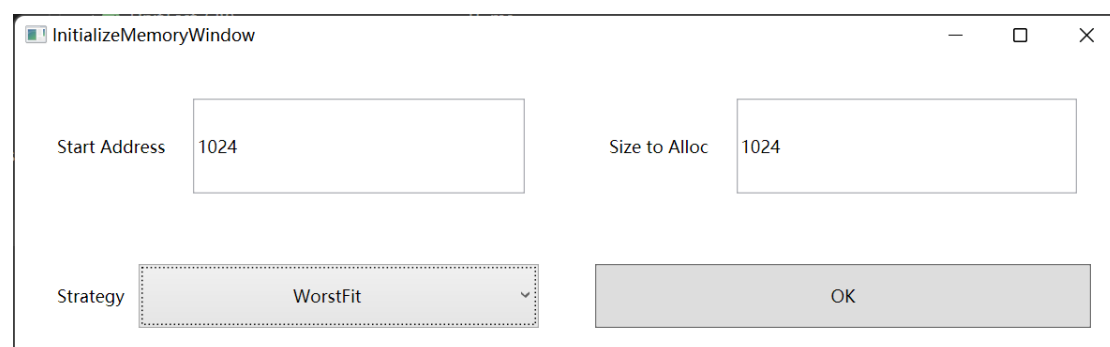 InitializeMemoryWindow
Start Address 1024 Size to Alloc 1024
Strategy WorstFit OK